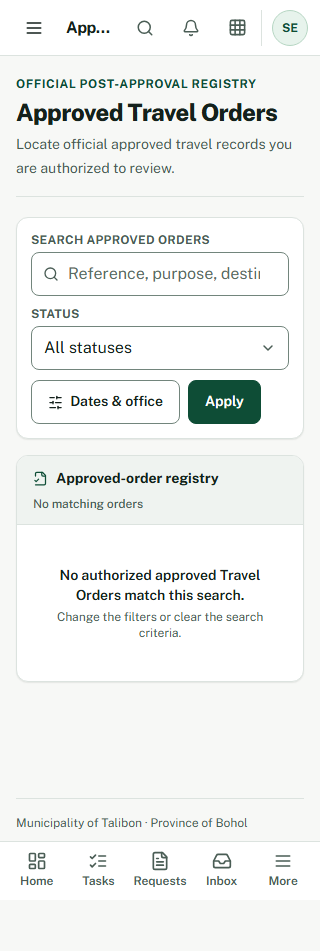 App...
SE
OFFICIAL POST-APPROVAL REGISTRY
Approved Travel Orders
Locate official approved travel records you
are authorized to review.
SEARCH APPROVED ORDERS
Reference, purpose, desti
STATUS
All statuses
Dates & office
Apply
Approved-order registry
No matching orders
No authorized approved Travel
Orders match this search.
Change the filters or clear the search
criteria.
Municipality of Talibon · Province of Bohol
Home
Tasks
Requests
Inbox
More